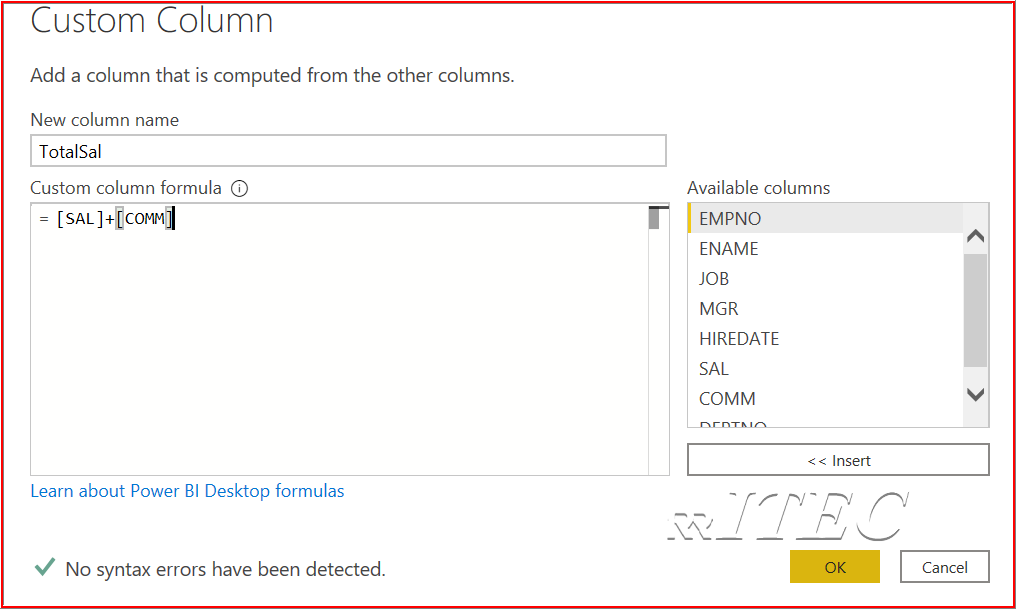 Custom Column
Add a column that is computed from the other columns.
New column name
TotalSal
Custom column formula
Available columns
= [SAL]+[COMM]
EMPNO
ENAME
JOB
MGR
HIREDATE
SAL
COMM
DEPTNO
<< Insert
Learn about Power BI Desktop formulas
RRITEC
No syntax errors have been detected.
OK
Cancel